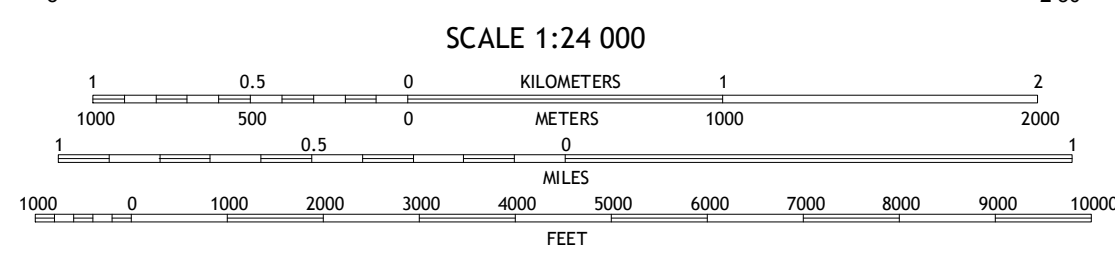 SCALE 1:24 000
1 0.5 0 KILOMETERS 1 2
1000 500 0 METERS 1000 2000
1 0.5 0 1
MILES
1000 0 1000 2000 3000 4000 5000 6000 7000 8000 9000 10000
FEET